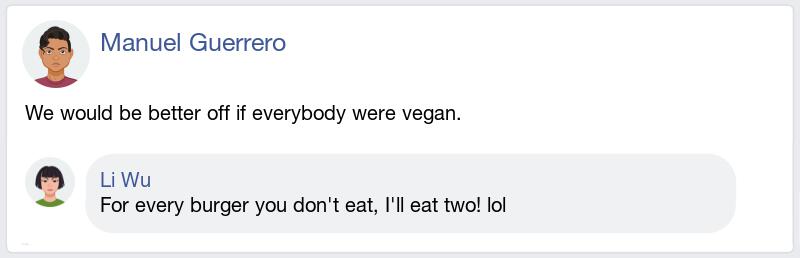 Manuel Guerrero
We would be better off if everybody were vegan.
Li Wu
For every burger you don't eat, I'll eat two! lol